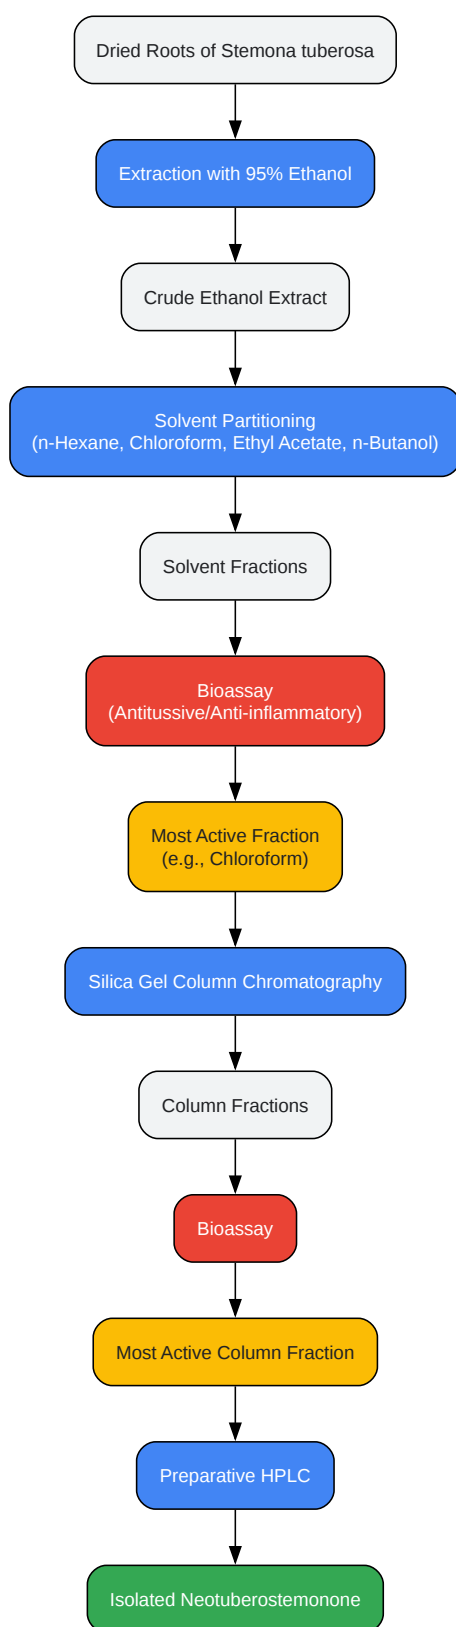 Dried Roots of Stemona tuberosa
Extraction with 95% Ethanol
Crude Ethanol Extract
Solvent Partitioning
(n-Hexane, Chloroform, Ethyl Acetate, n-Butanol)
Solvent Fractions
Bioassay
(Antitussive/Anti-inflammatory)
Most Active Fraction
(e.g., Chloroform)
Silica Gel Column Chromatography
Column Fractions
Bioassay
Most Active Column Fraction
Preparative HPLC
Isolated Neotuberostemonone